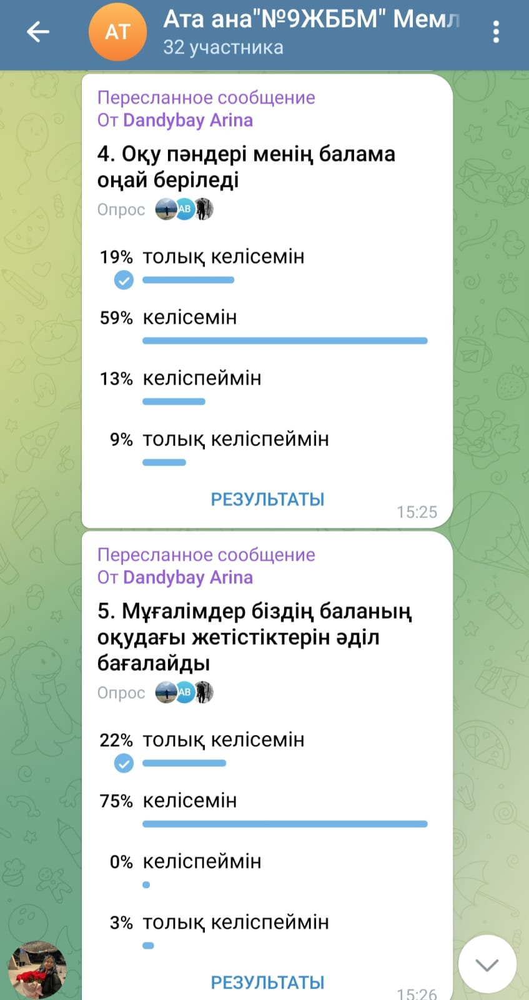 АТ
Ата ана"№9ЖББМ" Мемл
32 участника
Пересланное сообщение
От Dandybay Arina
4. Оқу пәндері менің балама
оңай беріледі
Опрос AB
19% толық келісемін
59% келісемін
13% келіспеймін
9% толық келіспеймін
РЕЗУЛЬТАТЫ
15:25
Пересланное сообщение
От Dandybay Arina
5. Мұғалімдер біздің баланың
оқудағы жетістіктерін әділ
бағалайды
Опрос AB
22% толық келісемін
75% келісемін
0% келіспеймін
3% толық келіспеймін
РЕЗУЛЬТАТЫ
15:26